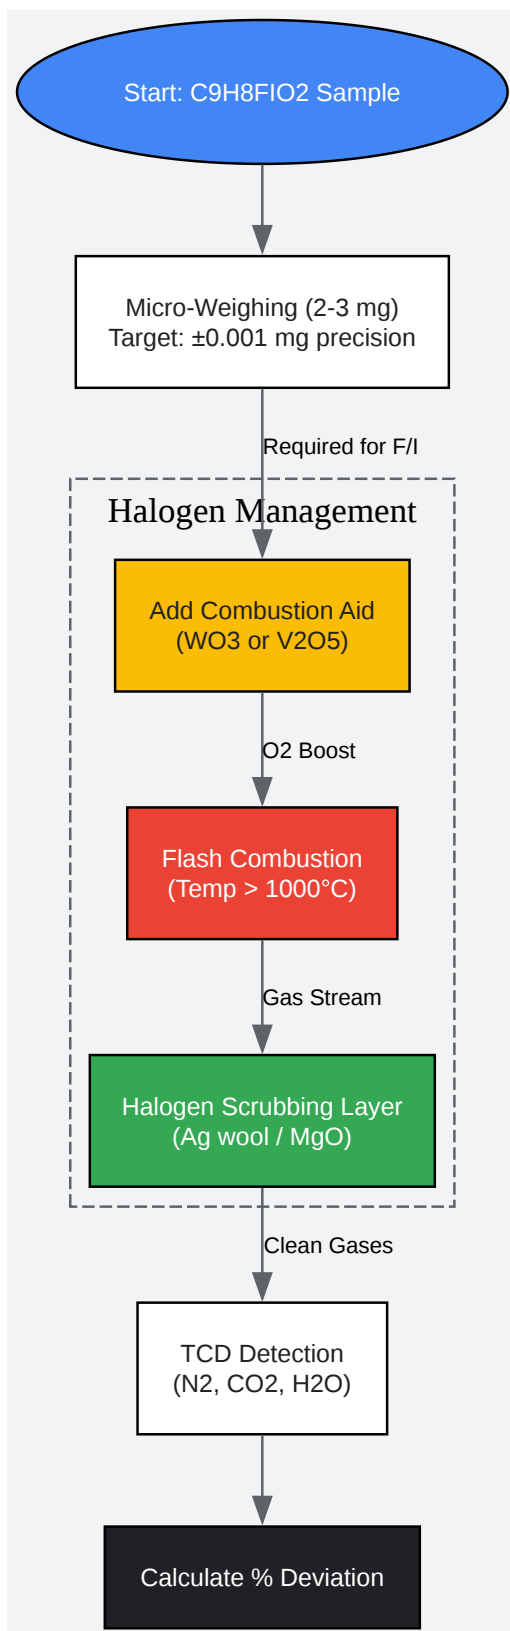 Start: C9H8FIO2 Sample
Micro-Weighing (2-3 mg)
Target: ±0.001 mg precision
Required for F/I
Halogen Management
Add Combustion Aid
(WO3 or V2O5)
O2 Boost
Flash Combustion
(Temp > 1000°C)
Gas Stream
Halogen Scrubbing Layer
(Ag wool / MgO)
Clean Gases
TCD Detection
(N2, CO2, H2O)
Calculate % Deviation